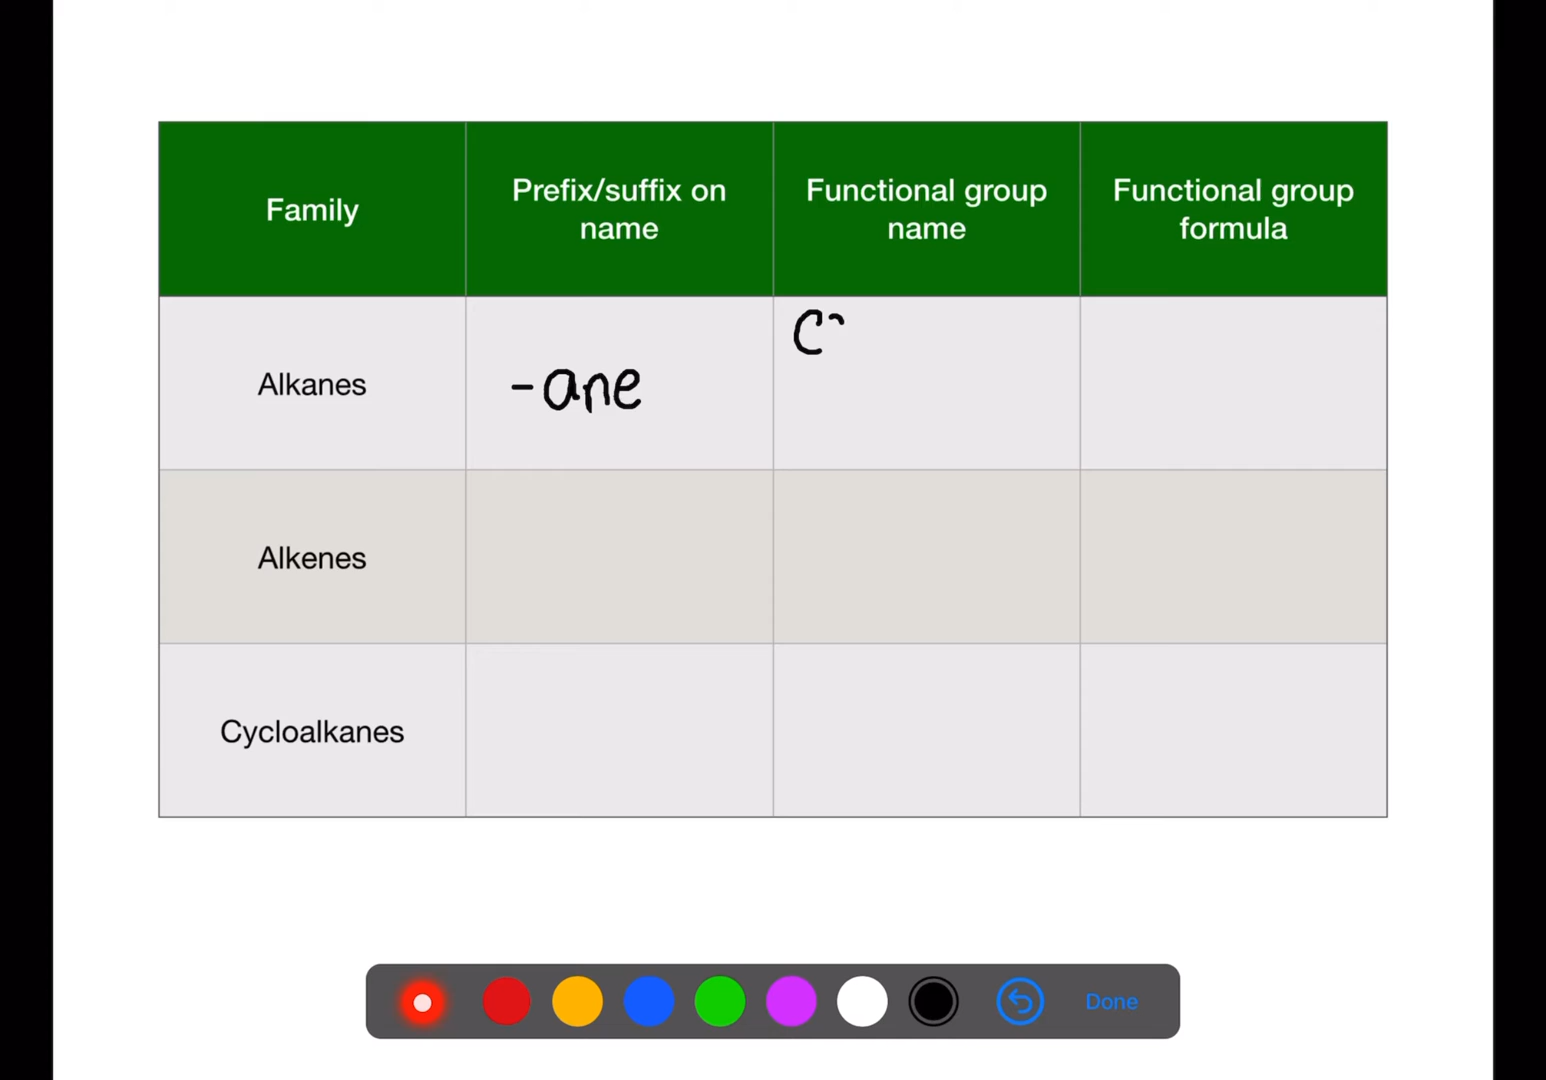 Family
Prefix/suffix on
name
Functional group
name
Functional group
formula
Alkanes
-ane
Alkenes
Cycloalkanes
Done